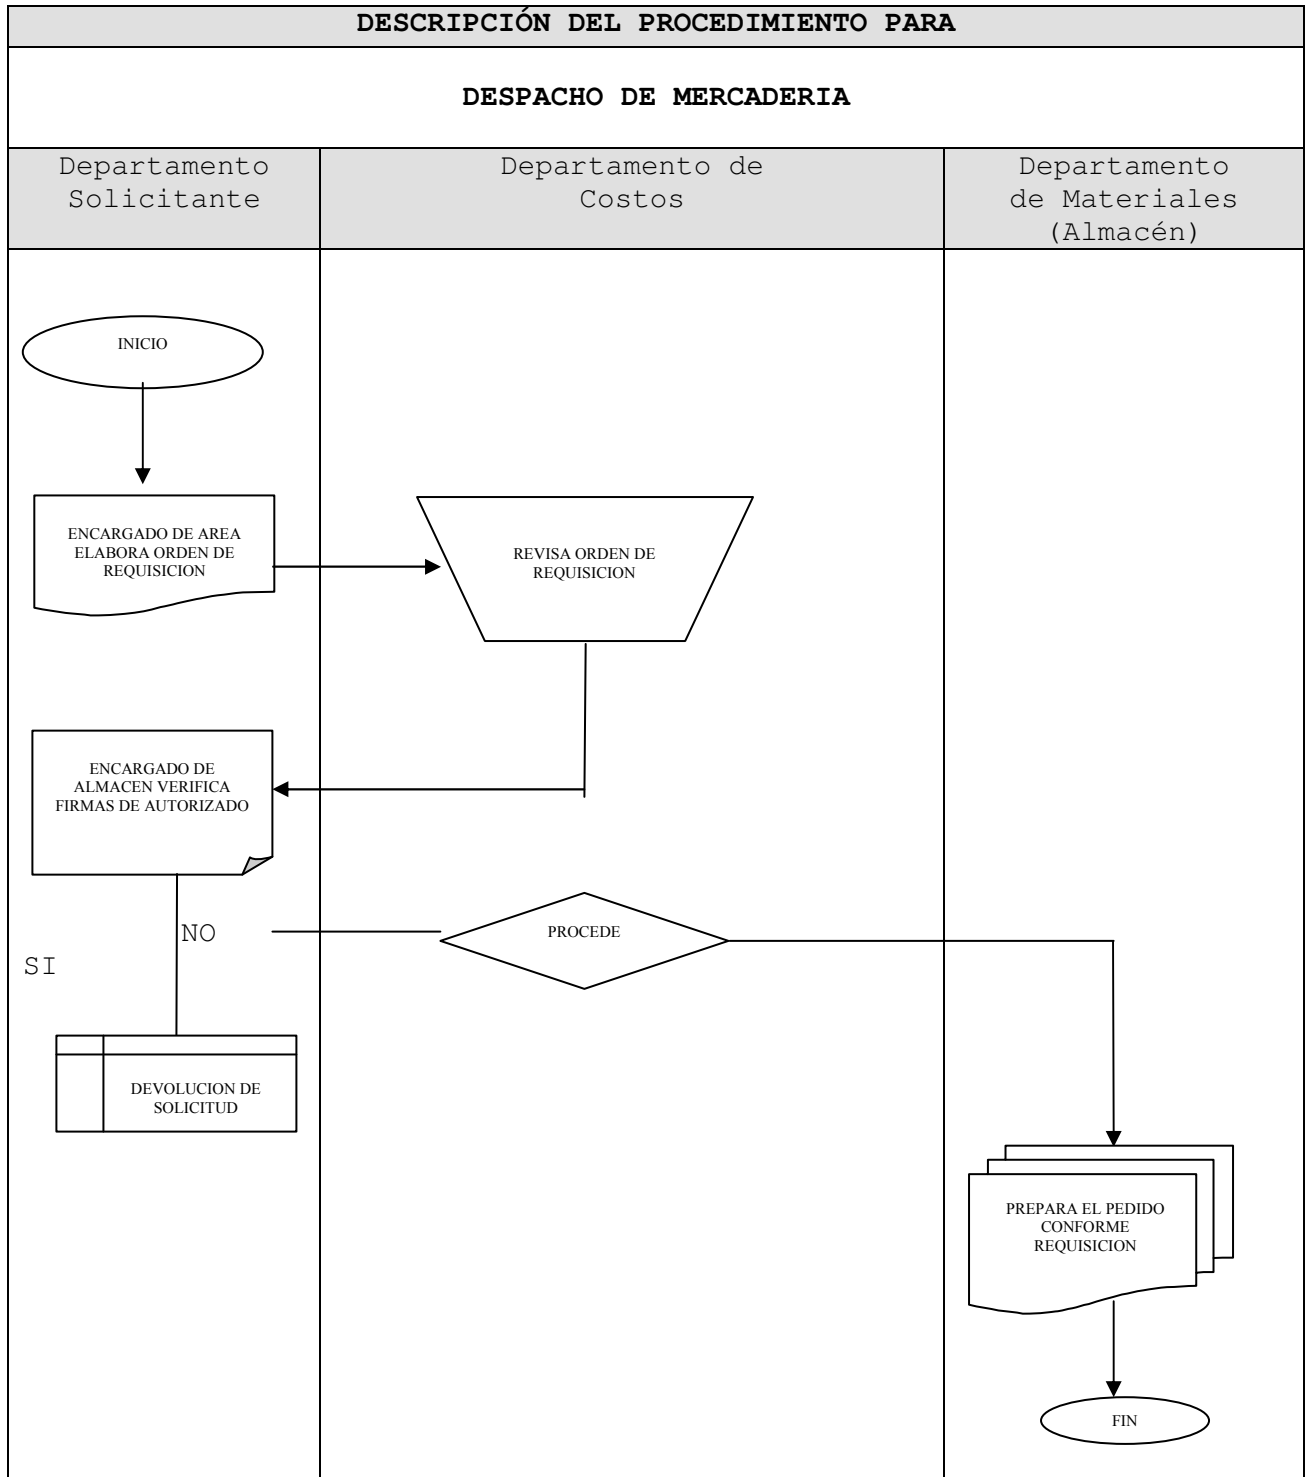 DESCRIPCIÓN DEL PROCEDIMIENTO PARA
DESPACHO DE MERCADERIA
Departamento
Solicitante
Departamento de
Costos
Departamento
de Materiales
(Almacén)
INICIO
ENCARGADO DE AREA
ELABORA ORDEN DE
REQUISICION
REVISA ORDEN DE
REQUISICION
ENCARGADO DE
ALMACEN VERIFICA
FIRMAS DE AUTORIZADO
NO
PROCEDE
SI
DEVOLUCION DE
SOLICITUD
PREPARA EL PEDIDO
CONFORME
REQUISICION
FIN